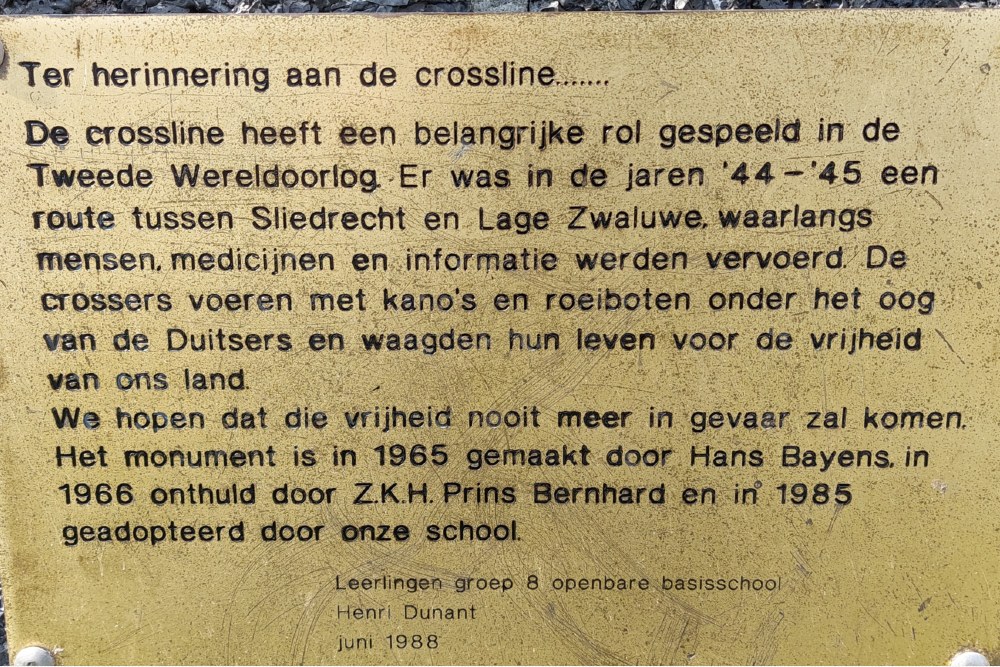 Ter herinnering aan de crossline.......
De crossline heeft een belangrijke rol gespeeld in de
Tweede Wereldoorlog. Er was in de jaren '44-'45 een
route tussen Sliedrecht en Lage Zwaluwe, waarlangs
mensen, medicijnen en informatie werden vervoerd. De
crossers voeren met kano's en roeiboten onder het oog
van de Duitsers en waagden hun leven voor de vrijheid
van ons land.
We hopen dat die vrijheid nooit meer in gevaar zal komen.
Het monument is in 1965 gemaakt door Hans Bayens, in
1966 onthuld door Z.K.H. Prins Bernhard en in 1985
geadopteerd door onze school.
Leerlingen groep 8 openbare basisschool
Henri Dunant
juni 1988